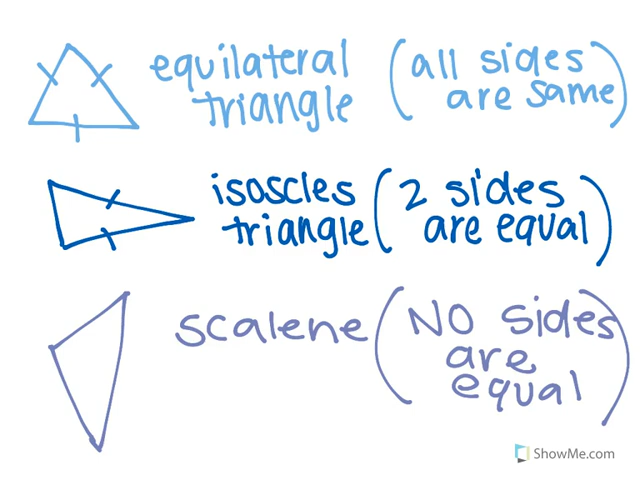 equilateral (all sides
triangle are same)
isoscles (2 sides
triangle are equal)
scalene (NO sides
are
equal)
ShowMe.com